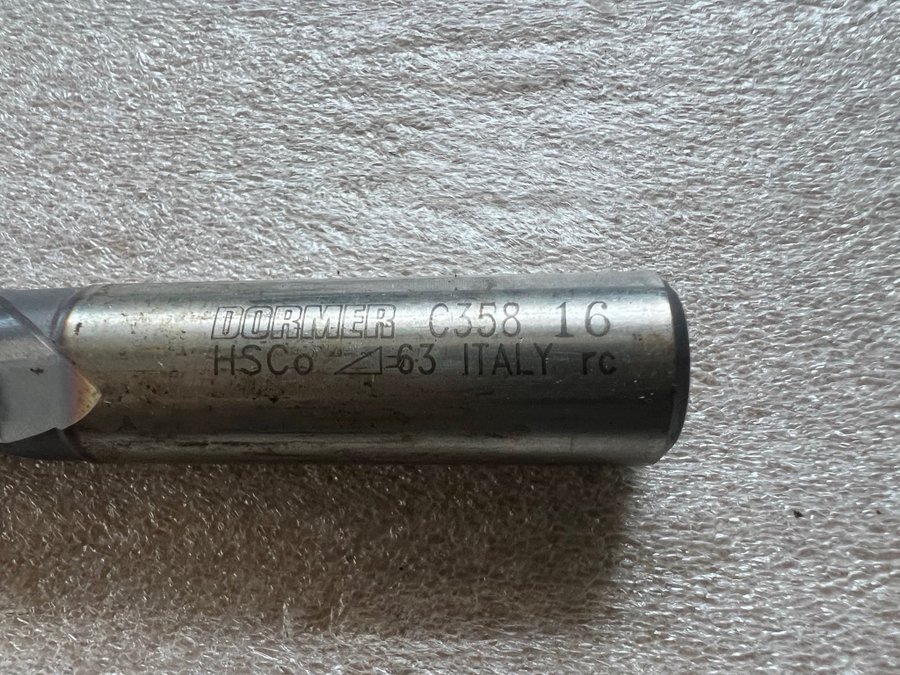 DORMER C358 16
HSCo ⊿=63 ITALY rc